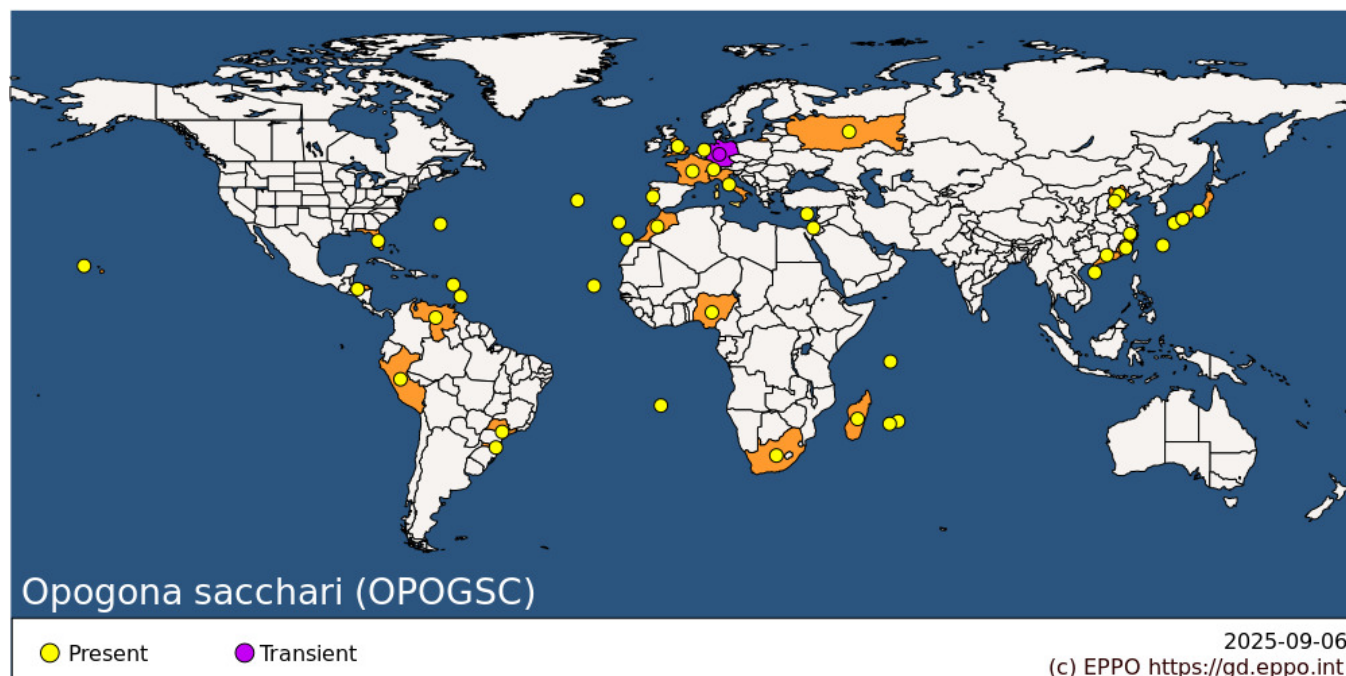 Opogona sacchari (OPOGSC)
Present
Transient
2025-09-06
(c) EPPO https://gd.eppo.int